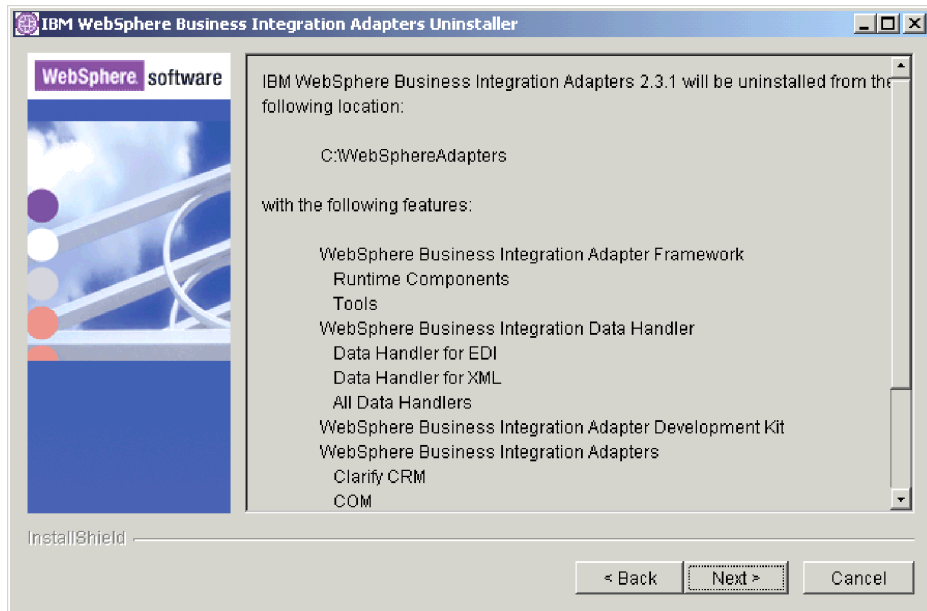 IBM WebSphere Business Integration Adapters Uninstaller
WebSphere software
IBM WebSphere Business Integration Adapters 2.3.1 will be uninstalled from the
following location:
C:\WebSphereAdapters
with the following features:
WebSphere Business Integration Adapter Framework
Runtime Components
Tools
WebSphere Business Integration Data Handler
Data Handler for EDI
Data Handler for XML
All Data Handlers
WebSphere Business Integration Adapter Development Kit
WebSphere Business Integration Adapters
Clarify CRM
COM
InstallShield
< Back
Next >
Cancel